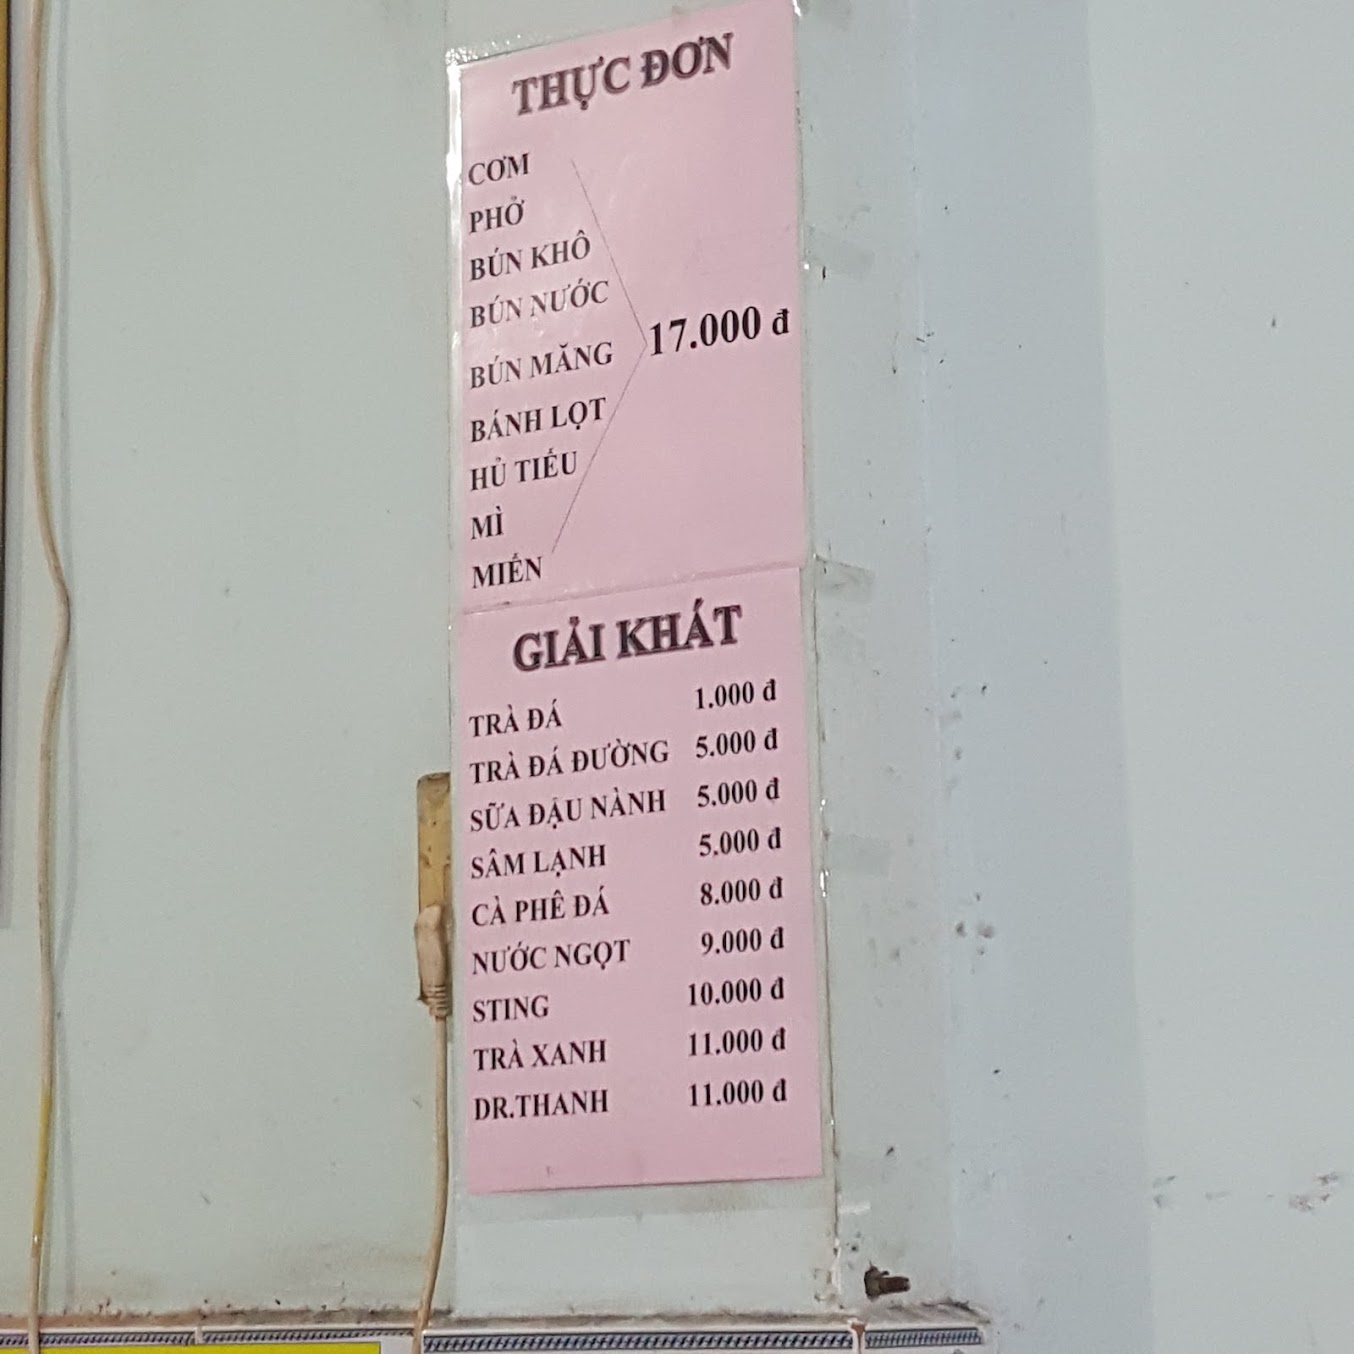 THỰC ĐƠN
CƠM
PHỞ
BÚN KHÔ
BÚN NƯỚC
17.000 đ
BÚN MĂNG
BÁNH LỌT
HỦ TIẾU
MÌ
MIẾN
GIẢI KHÁT
TRÀ ĐÁ 1.000 đ
TRÀ ĐÁ ĐƯỜNG 5.000 đ
SỮA ĐẬU NÀNH 5.000 đ
SÂM LẠNH 5.000 đ
CÀ PHÊ ĐÁ 8.000 đ
NƯỚC NGỌT 9.000 đ
STING 10.000 đ
TRÀ XANH 11.000 đ
DR.THANH 11.000 đ